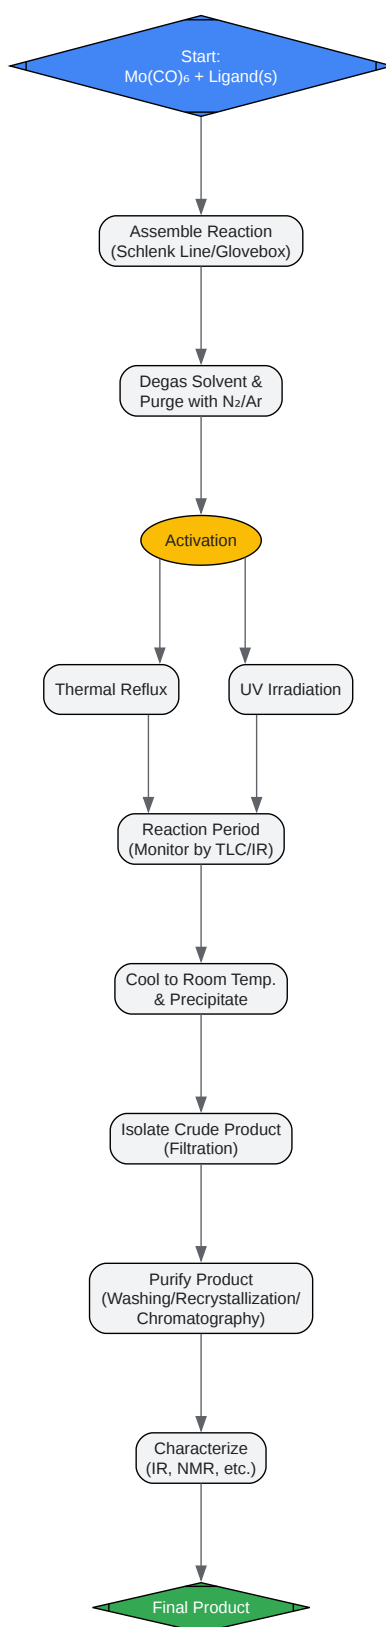 Start:
Mo(CO)₆ + Ligand(s)
Assemble Reaction
(Schlenk Line/Glovebox)
Degas Solvent &
Purge with N₂/Ar
Activation
Thermal Reflux
UV Irradiation
Reaction Period
(Monitor by TLC/IR)
Cool to Room Temp.
& Precipitate
Isolate Crude Product
(Filtration)
Purify Product
(Washing/Recrystallization/
Chromatography)
Characterize
(IR, NMR, etc.)
Final Product